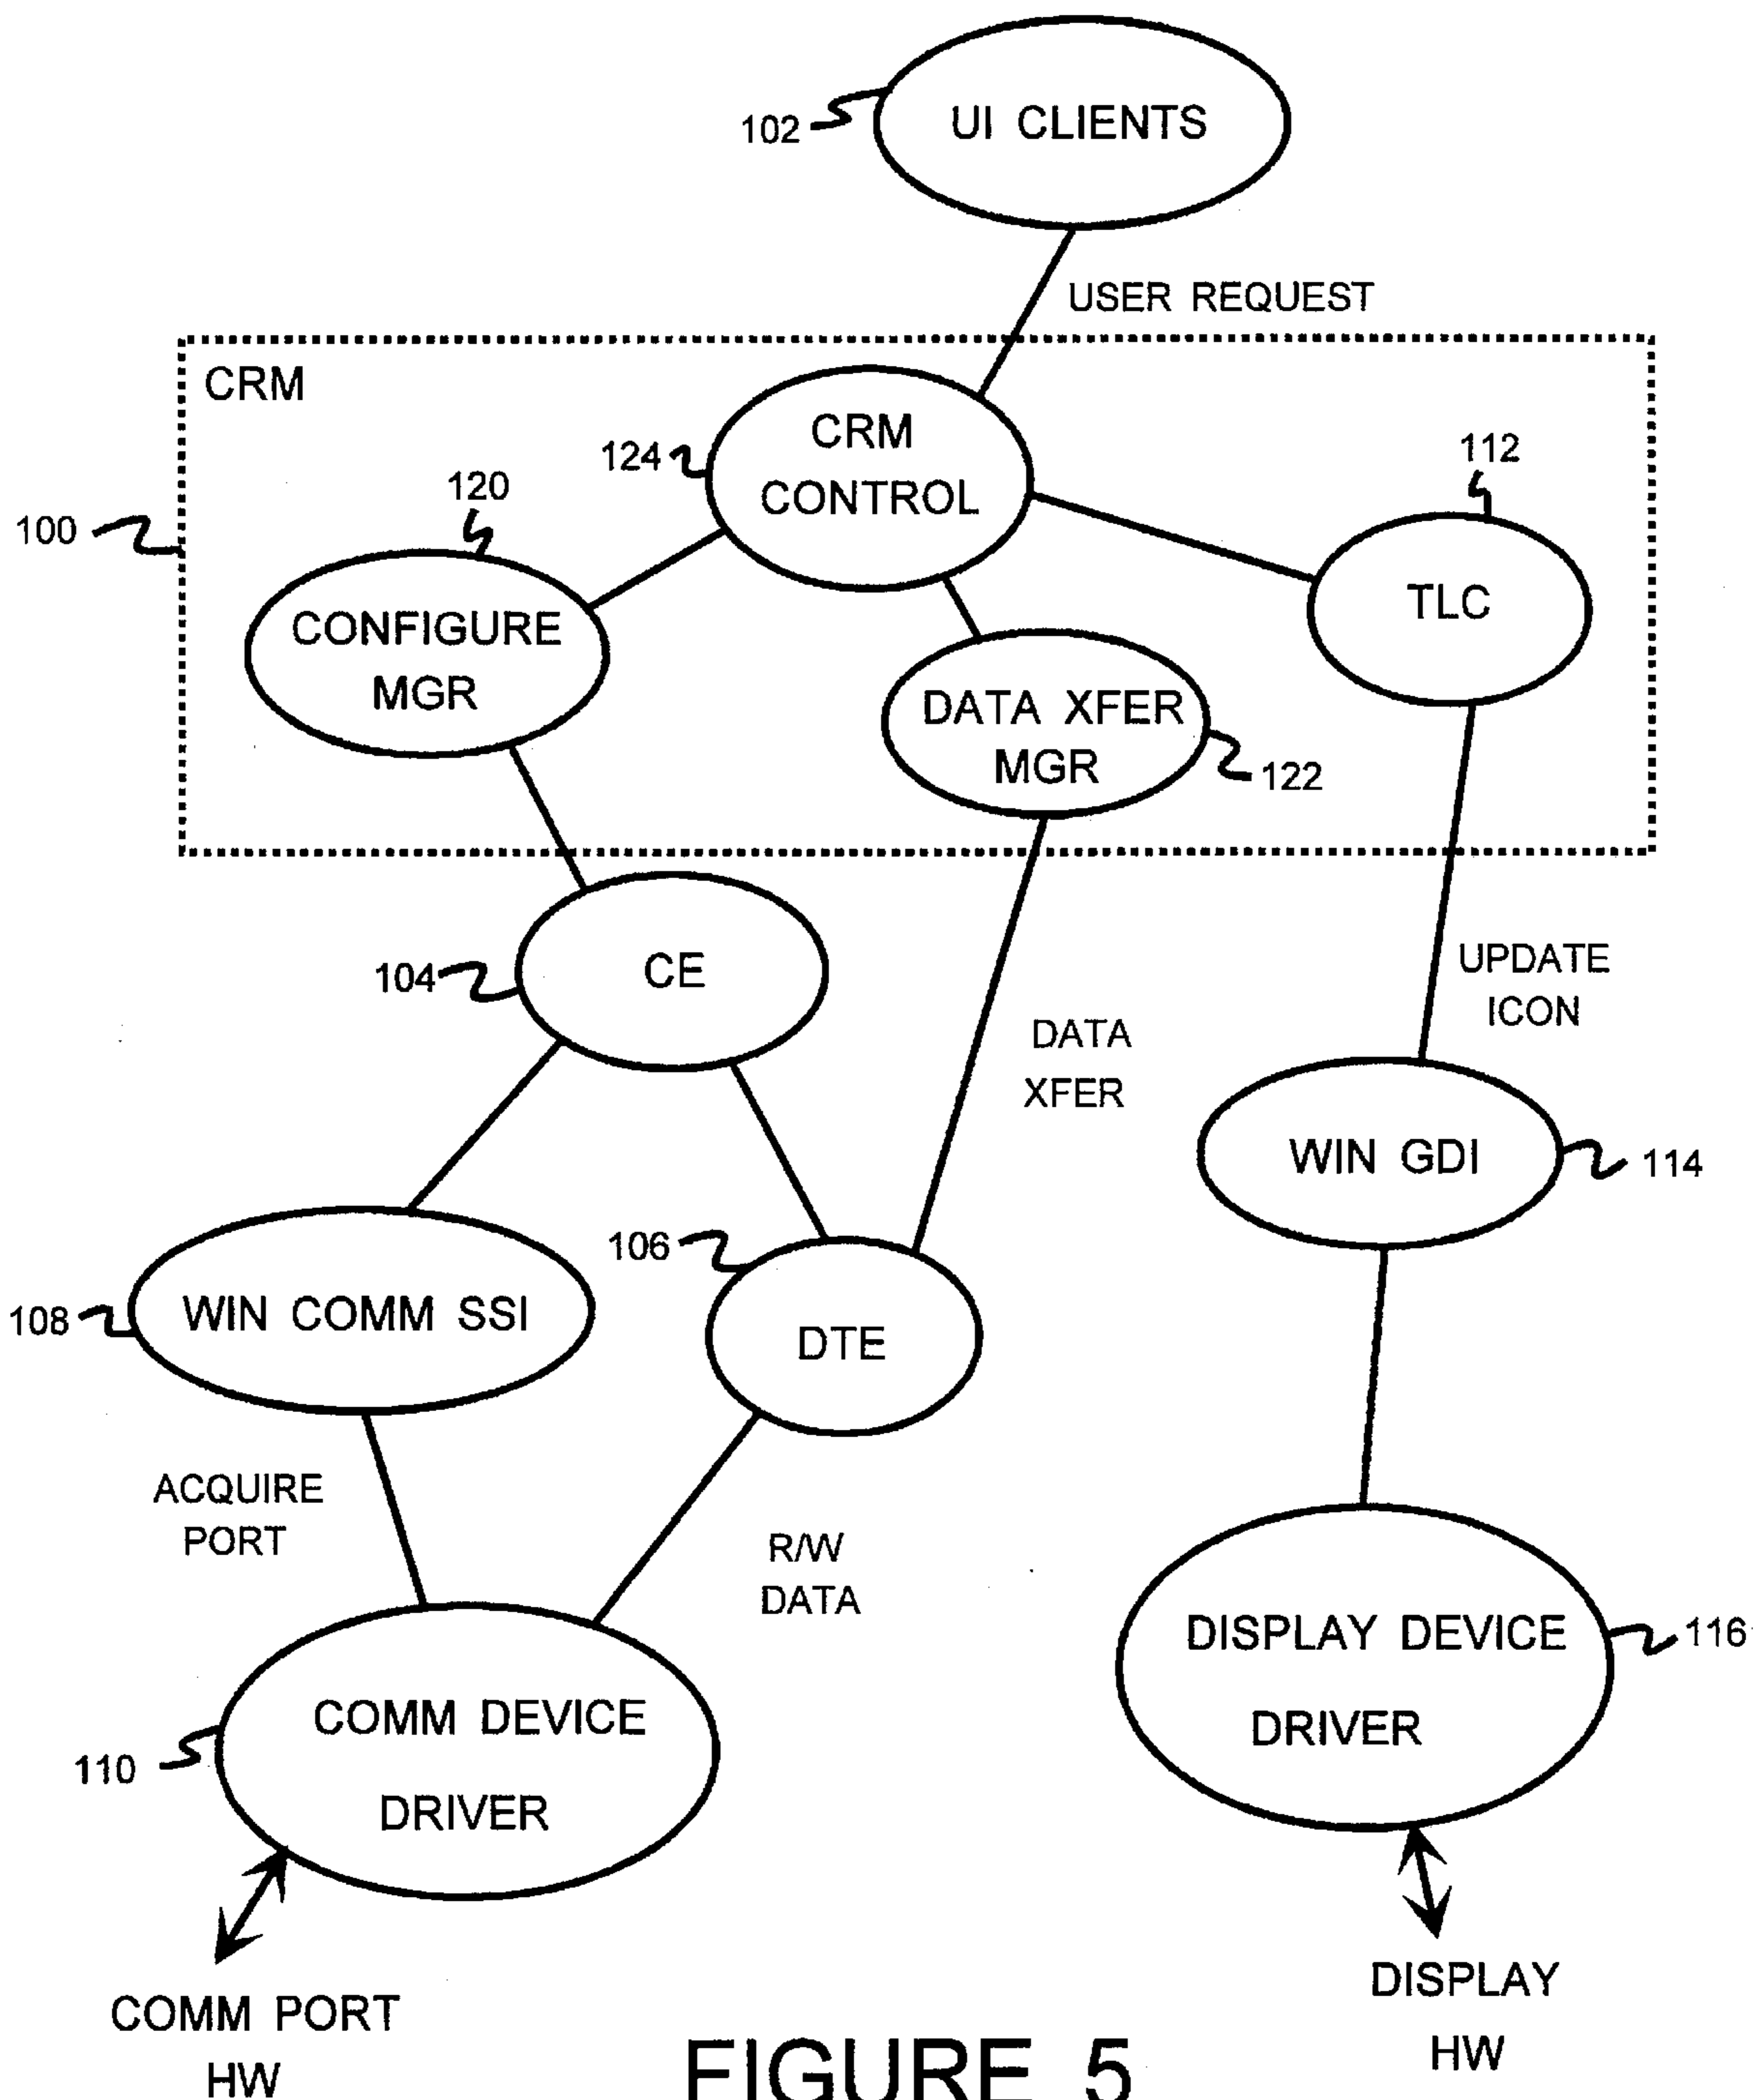 102
UI CLIENTS
USER REQUEST
CRM
124
CRM
CONTROL
112
120
100
TLC
CONFIGURE
MGR
DATA XFER
MGR
122
104
CE
UPDATE
ICON
DATA
XFER
WIN GDI
114
106
108
WIN COMM SSI
DTE
ACQUIRE
PORT
R/W
DATA
DISPLAY DEVICE
DRIVER
116
COMM DEVICE
DRIVER
110
COMM PORT
HW
DISPLAY
HW
FIGURE 5